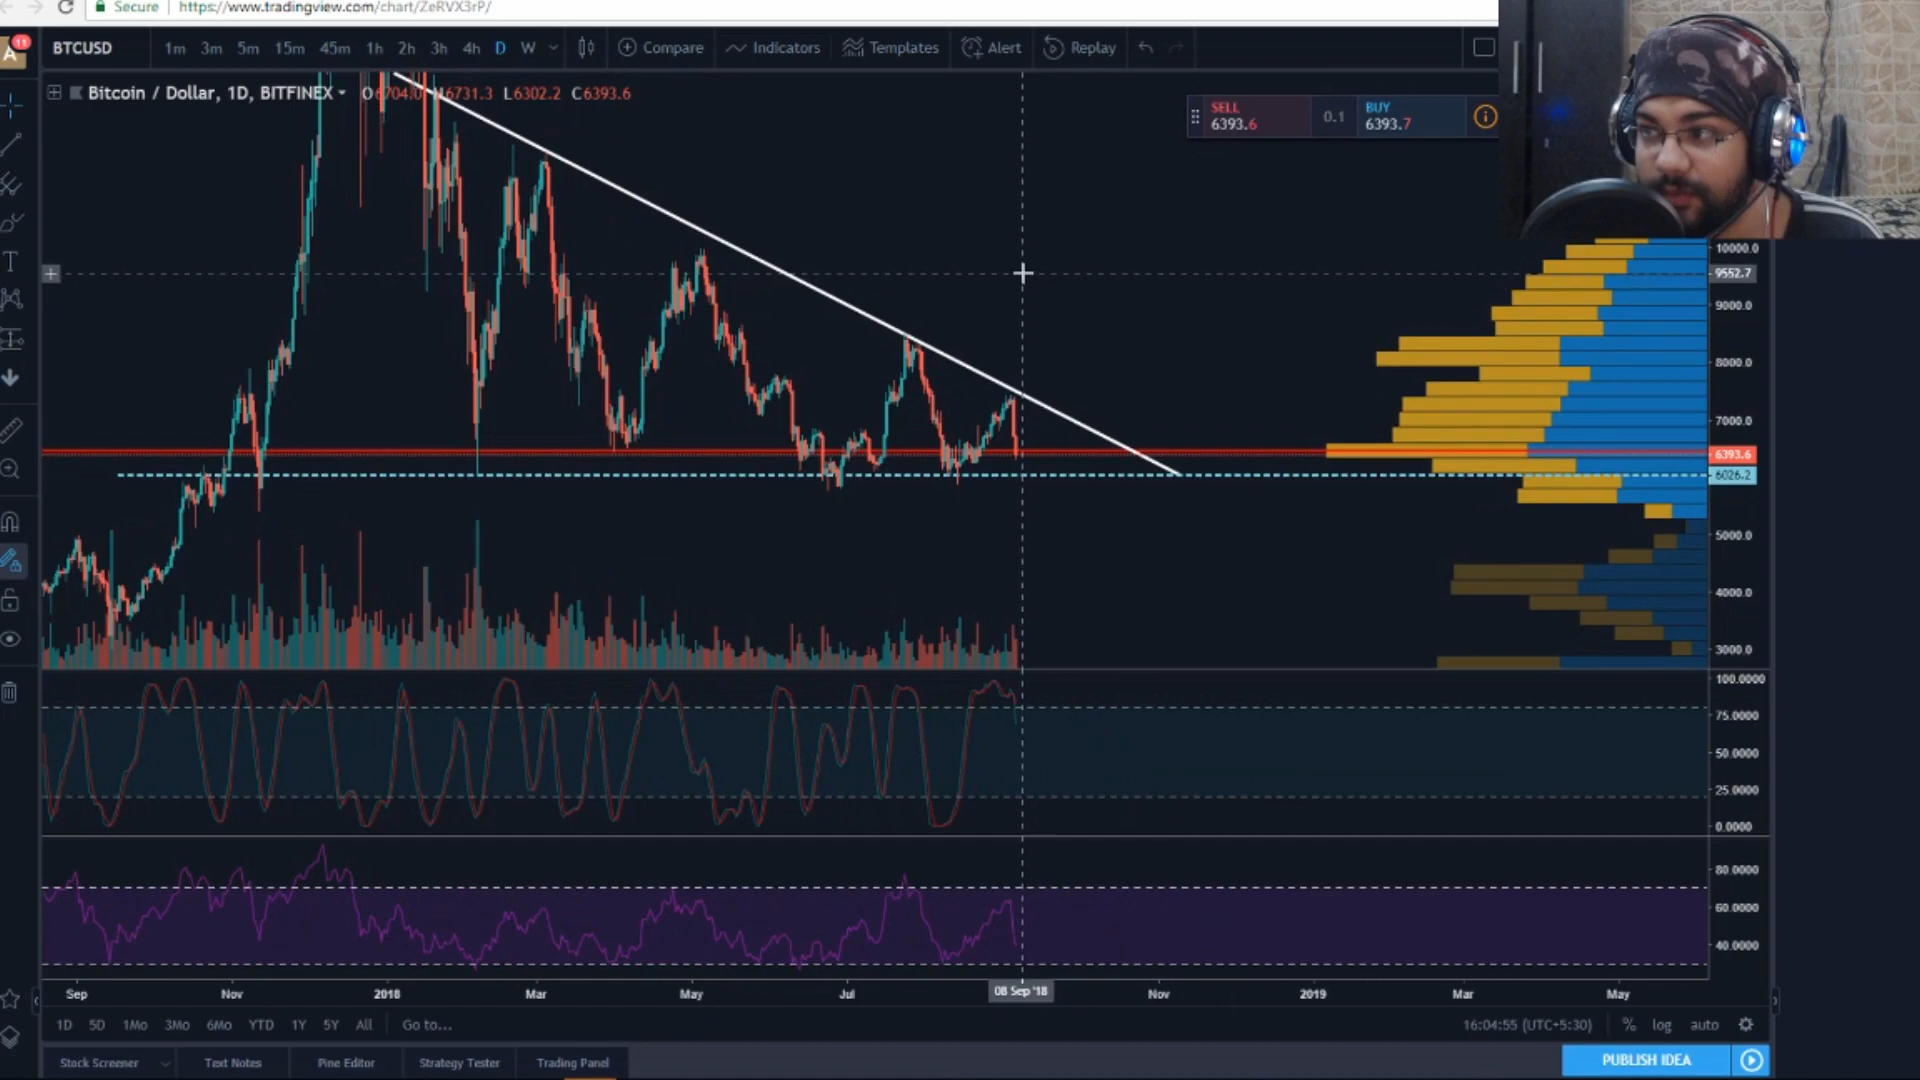 Secure | https://www.tradingview.com/chart/ZeRVX3rP/
A 11
BTCUSD 1m 3m 5m 15m 45m 1h 2h 3h 4h D W Compare Indicators Templates Alert Replay
Bitcoin / Dollar, 1D, BITFINEX O6704.0 H6731.3 L6302.2 C6393.6
SELL 6393.6
0.1
BUY 6393.7
10000.0
9552.7
9000.0
8000.0
7000.0
6393.6
6026.2
5000.0
4000.0
3000.0
100.0000
75.0000
50.0000
25.0000
0.0000
80.0000
60.0000
40.0000
Sep Nov 2018 Mar May Jul 08 Sep '18 Nov 2019 Mar May
1D 5D 1Mo 3Mo 6Mo YTD 1Y 5Y All Go to... 16:04:55 (UTC+5:30) % log auto
Stock Screener Text Notes Pine Editor Strategy Tester Trading Panel PUBLISH IDEA